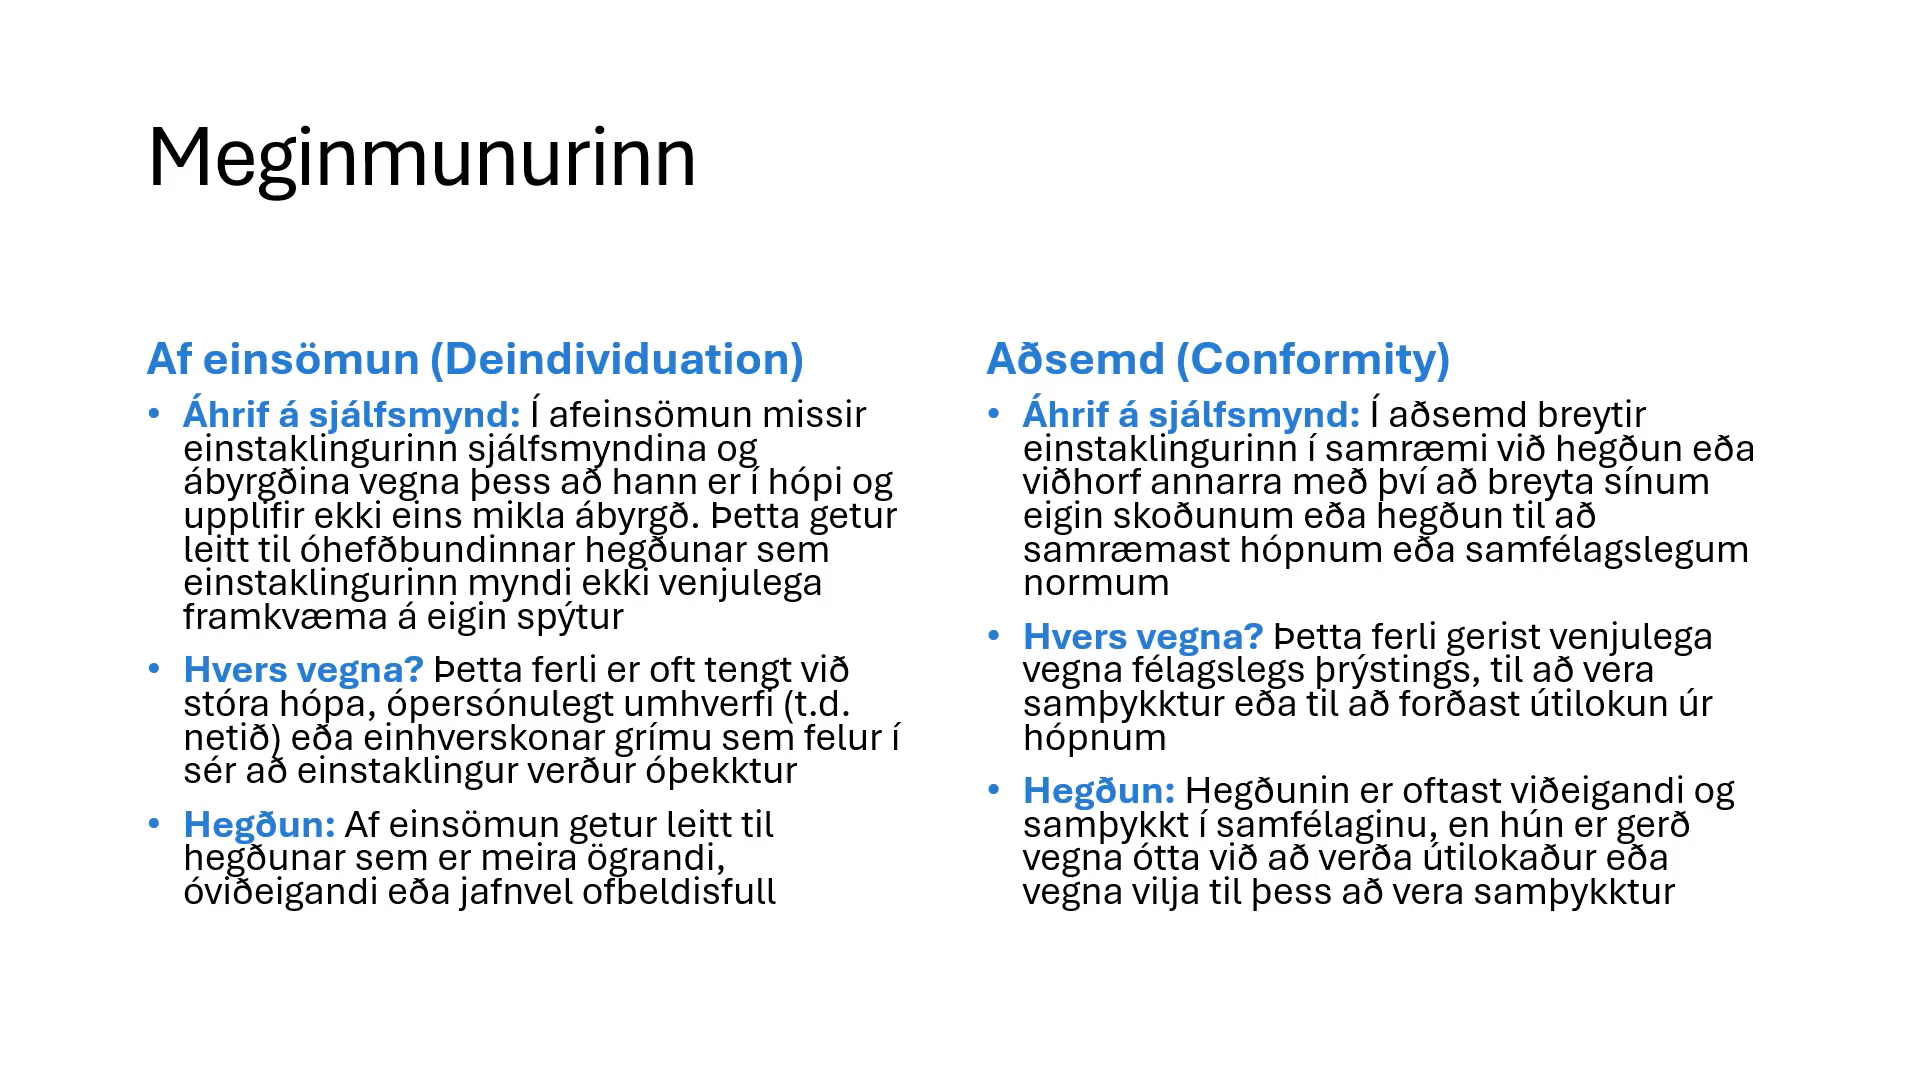 Meginmunurinn
Af einsömun (Deindividuation)
• Áhrif á sjálfsmynd: Í afeinsömun missir
einstaklingurinn sjálfsmyndina og
ábyrgðina vegna þess að hann er í hópi og
upplifir ekki eins mikla ábyrgð. Þetta getur
leitt til óhefðbundinnar hegðunar sem
einstaklingurinn myndi ekki venjulega
framkvæma á eigin spýtur
• Hvers vegna? Þetta ferli er oft tengt við
stóra hópa, ópersónulegt umhverfi (t.d.
netið) eða einhverskonar grímu sem felur í
sér að einstaklingur verður óþekktur
• Hegðun: Af einsömun getur leitt til
hegðunar sem er meira ögrandi,
óviðeigandi eða jafnvel ofbeldisfull
Aðsemd (Conformity)
• Áhrif á sjálfsmynd: Í aðsemd breytir
einstaklingurinn í samræmi við hegðun eða
viðhorf annarra með því að breyta sínum
eigin skoðunum eða hegðun til að
samræmast hópnum eða samfélagslegum
normum
• Hvers vegna? Þetta ferli gerist venjulega
vegna félagslegs þrýstings, til að vera
samþykktur eða til að forðast útilokun úr
hópnum
• Hegðun: Hegðunin er oftast viðeigandi og
samþykkt í samfélaginu, en hún er gerð
vegna ótta við að verða útilokaður eða
vegna vilja til þess að vera samþykktur